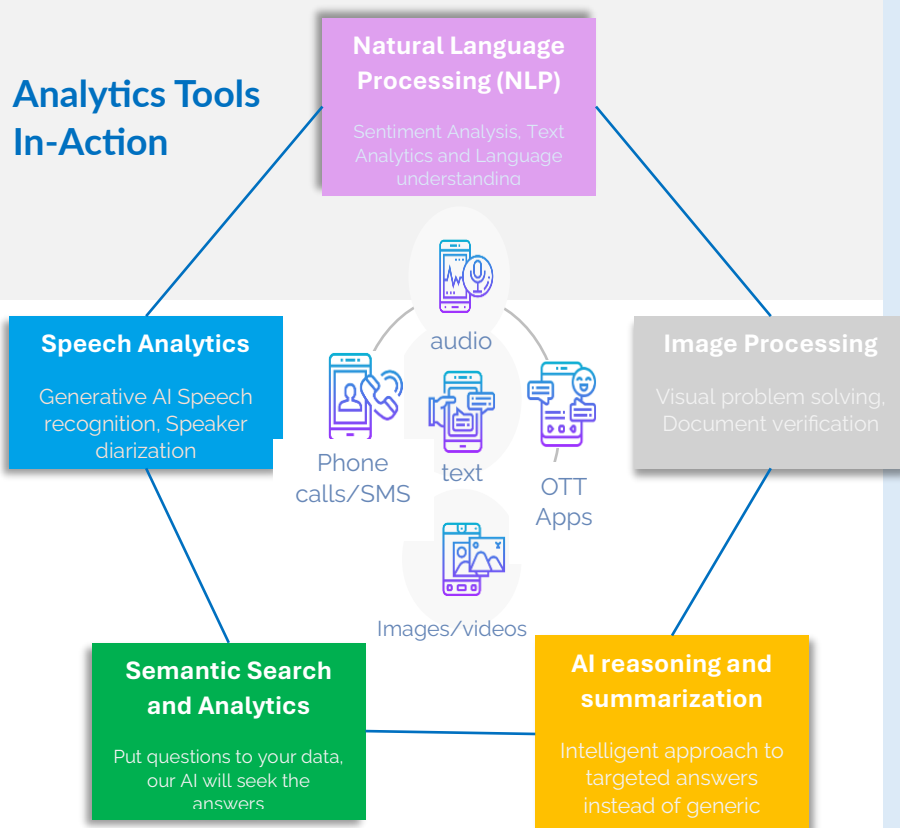 Analytics Tools
In-Action
Natural Language
Processing (NLP)
Sentiment Analysis, Text
Analytics and Language
understanding
Speech Analytics
Generative AI Speech
recognition, Speaker
diarization
Image Processing
Visual problem solving,
Document verification
audio
Phone
calls/SMS
text
OTT
Apps
Images/videos
Semantic Search
and Analytics
Put questions to your data,
our AI will seek the
answers
AI reasoning and
summarization
Intelligent approach to
targeted answers
instead of generic